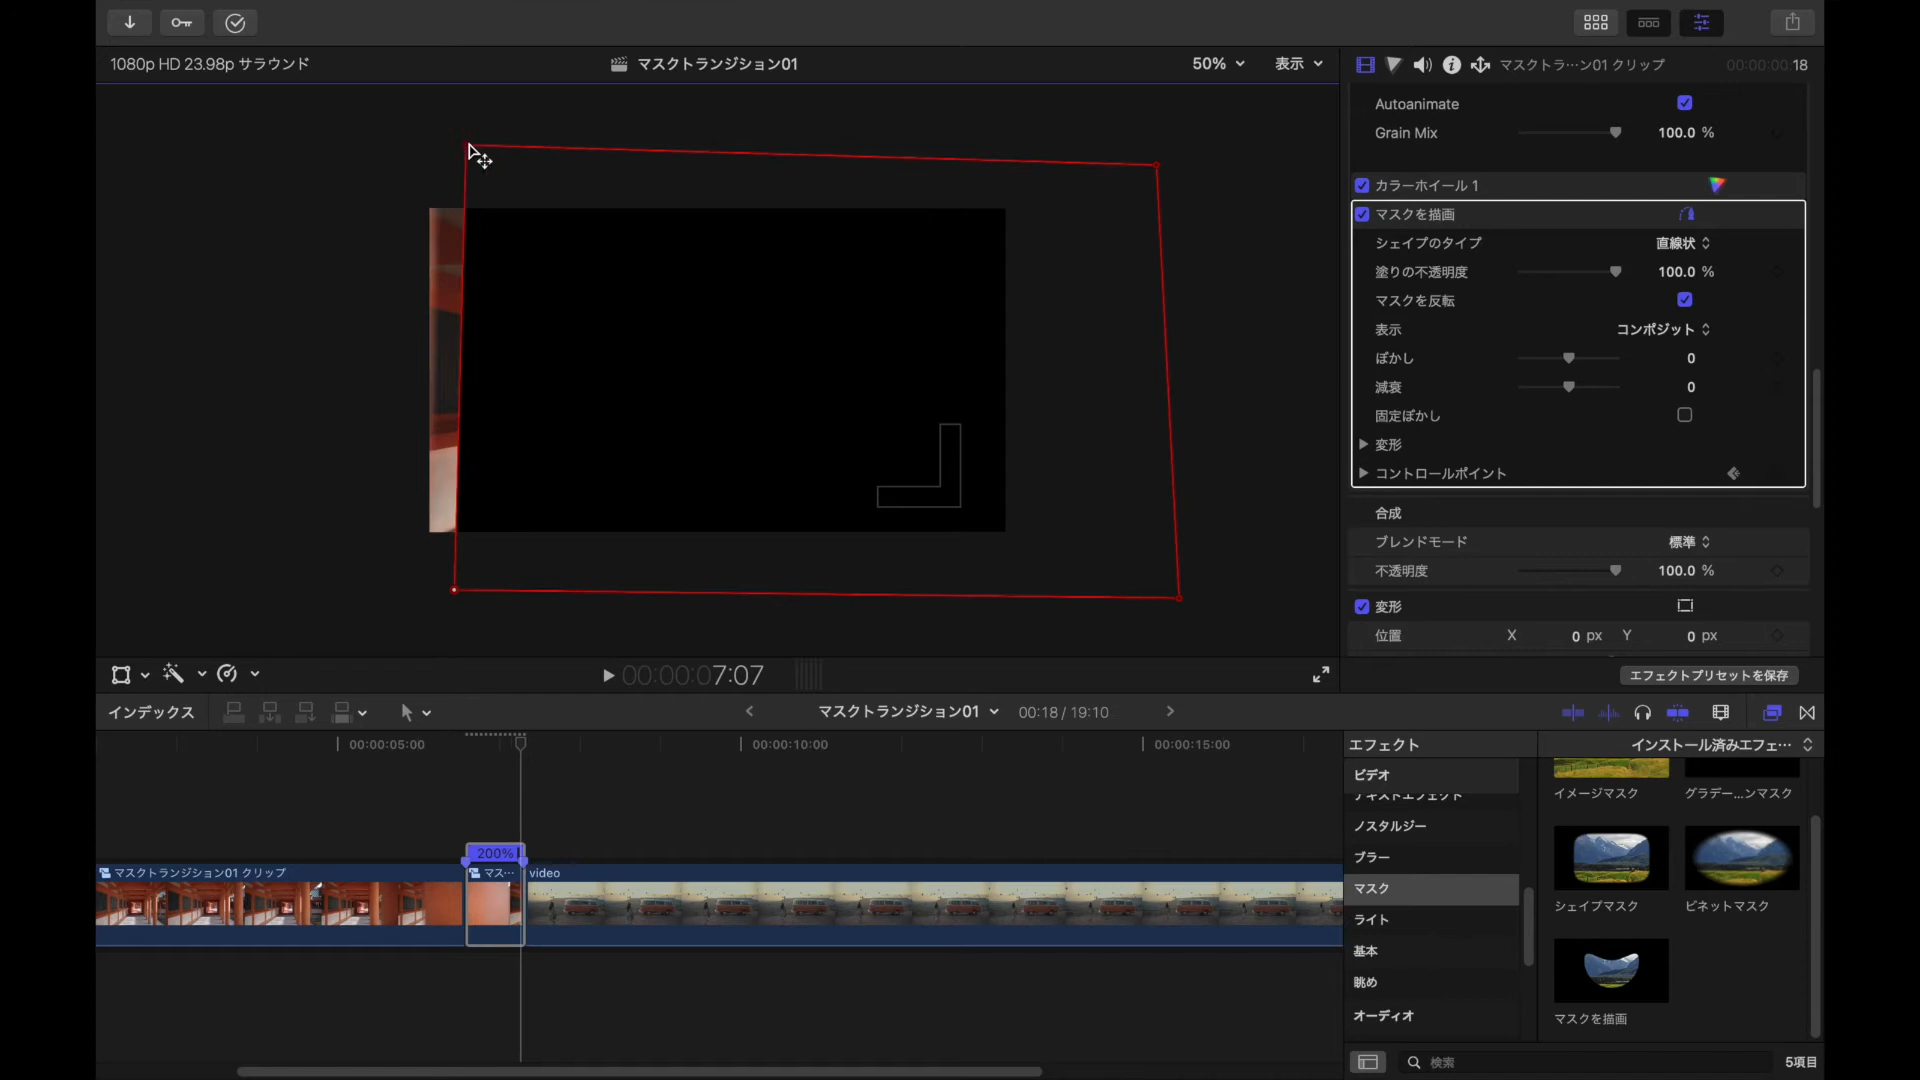 1080p HD 23.98p サラウンド
マスクトランジション01
50%
表示
マスクトラ…ン01 クリップ
00:00:00.18
Autoanimate
Grain Mix
100.0 %
カラーホイール 1
マスクを描画
シェイプのタイプ
直線状
塗りの不透明度
100.0 %
マスクを反転
表示
コンポジット
ぼかし
0
減衰
0
固定ぼかし
変形
コントロールポイント
合成
ブレンドモード
標準
不透明度
100.0 %
変形
位置
X
0 px
Y
0 px
00:00:07:07
エフェクトプリセットを保存
インデックス
マスクトランジション01
00:18 / 19:10
00:00:05:00
00:00:10:00
00:00:15:00
200%
マスクトランジション01 クリップ
マス…
video
エフェクト
インストール済みエフェ…
ビデオ
テキストエフェクト
ノスタルジー
ブラー
マスク
ライト
基本
眺め
オーディオ
イメージマスク
グラデー…ンマスク
シェイプマスク
ビネットマスク
マスクを描画
検索
5項目